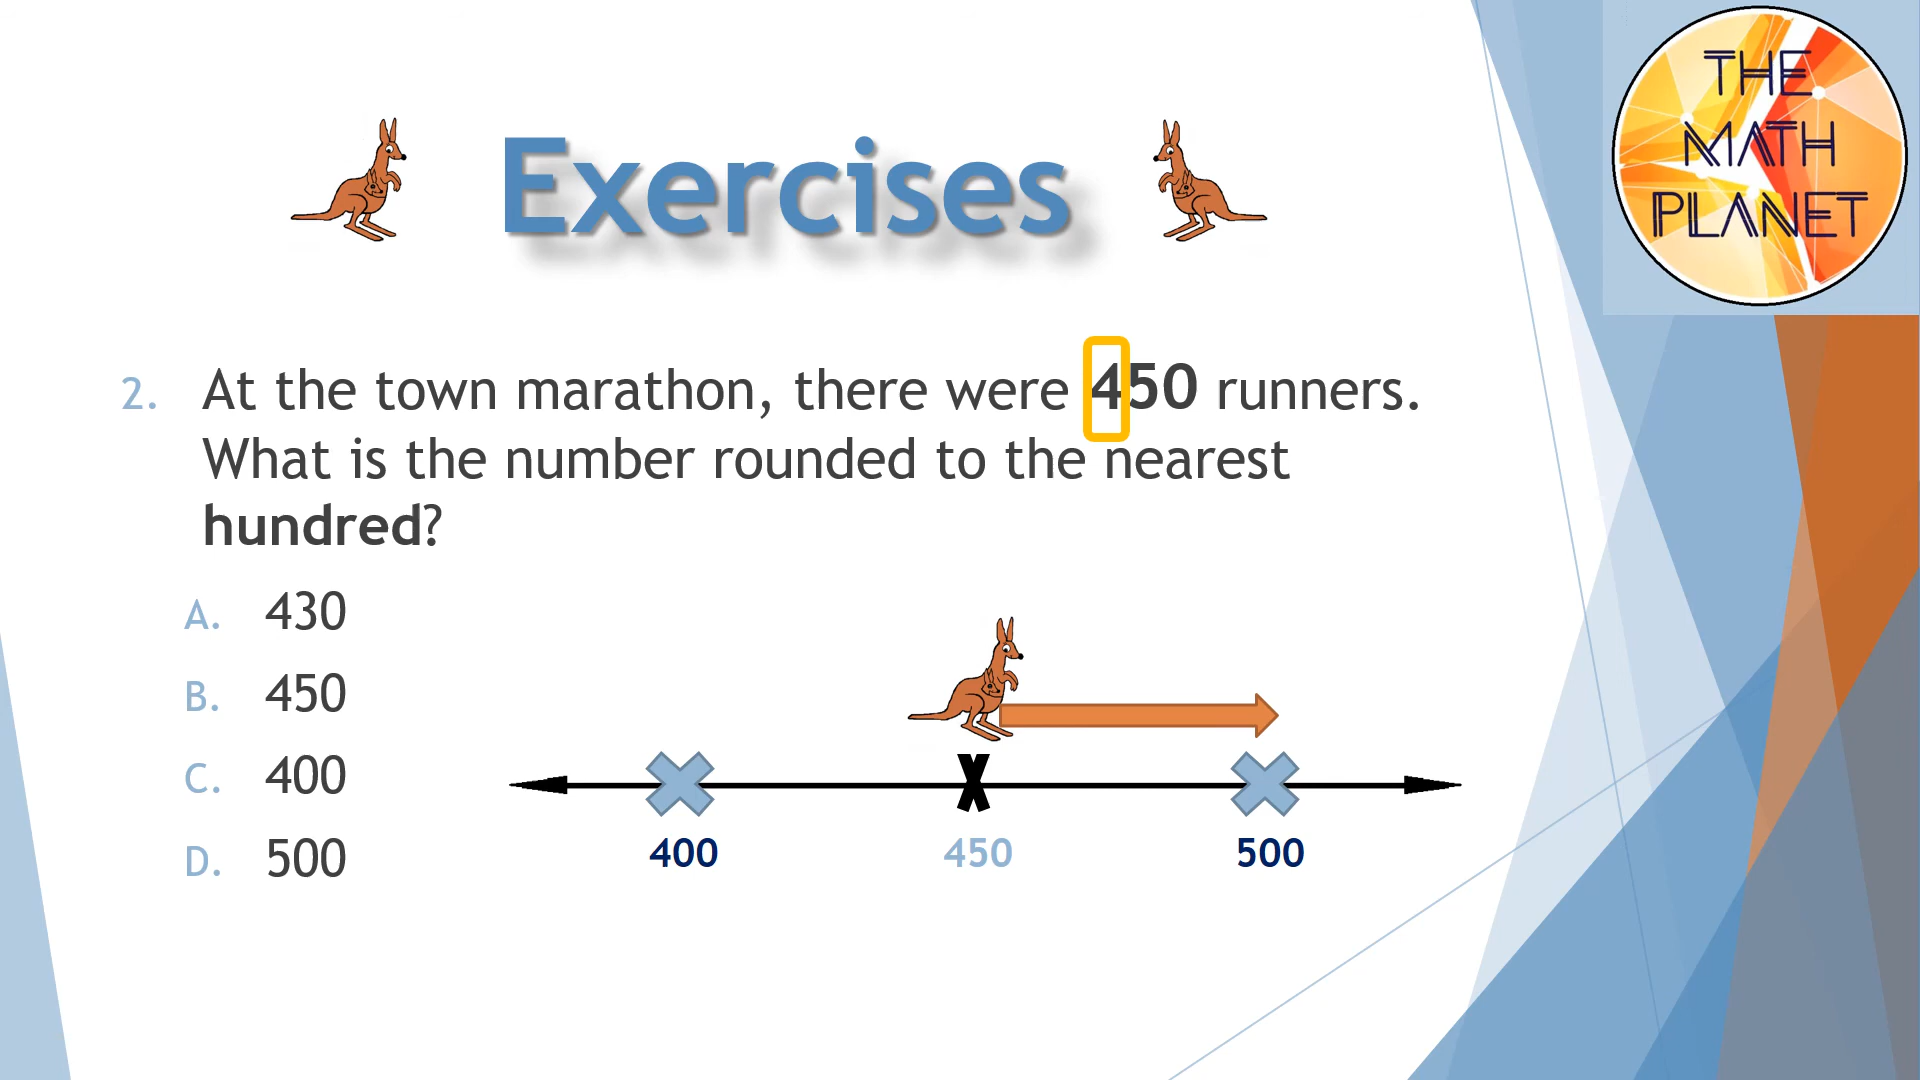 THE
MATH
PLANET
Exercises
2. At the town marathon, there were 450 runners.
What is the number rounded to the nearest
hundred?
A. 430
B. 450
C. 400
D. 500
400 450 500